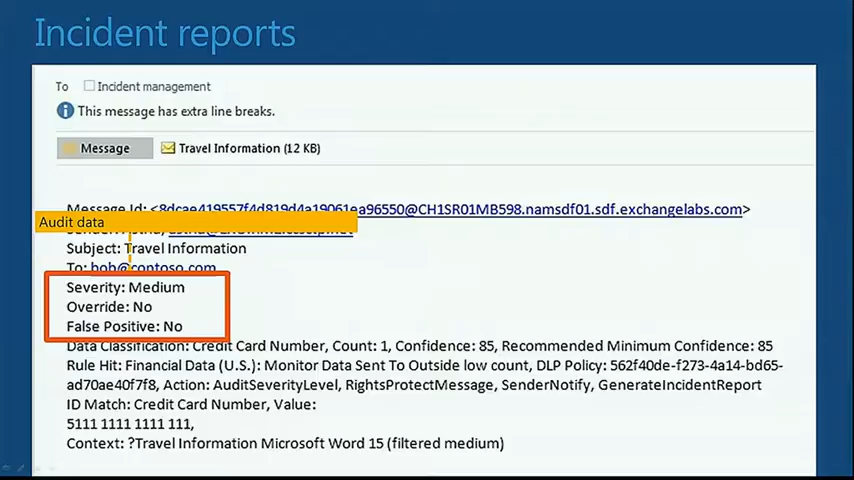 Incident reports
To Incident management
This message has extra line breaks.
Message Travel Information (12 KB)
Message Id: <8dcae419557f4d819d4a19061ea96550@CH1SR01MB598.namsdf01.sdf.exchangelabs.com>
Audit data
Subject: Travel Information
To: bob@contoso.com
Severity: Medium
Override: No
False Positive: No
Data Classification: Credit Card Number, Count: 1, Confidence: 85, Recommended Minimum Confidence: 85
Rule Hit: Financial Data (U.S.): Monitor Data Sent To Outside low count, DLP Policy: 562f40de-f273-4a14-bd65-
ad70ae40f7f8, Action: AuditSeverityLevel, RightsProtectMessage, SenderNotify, GenerateIncidentReport
ID Match: Credit Card Number, Value:
5111 1111 1111 111,
Context: ?Travel Information Microsoft Word 15 (filtered medium)